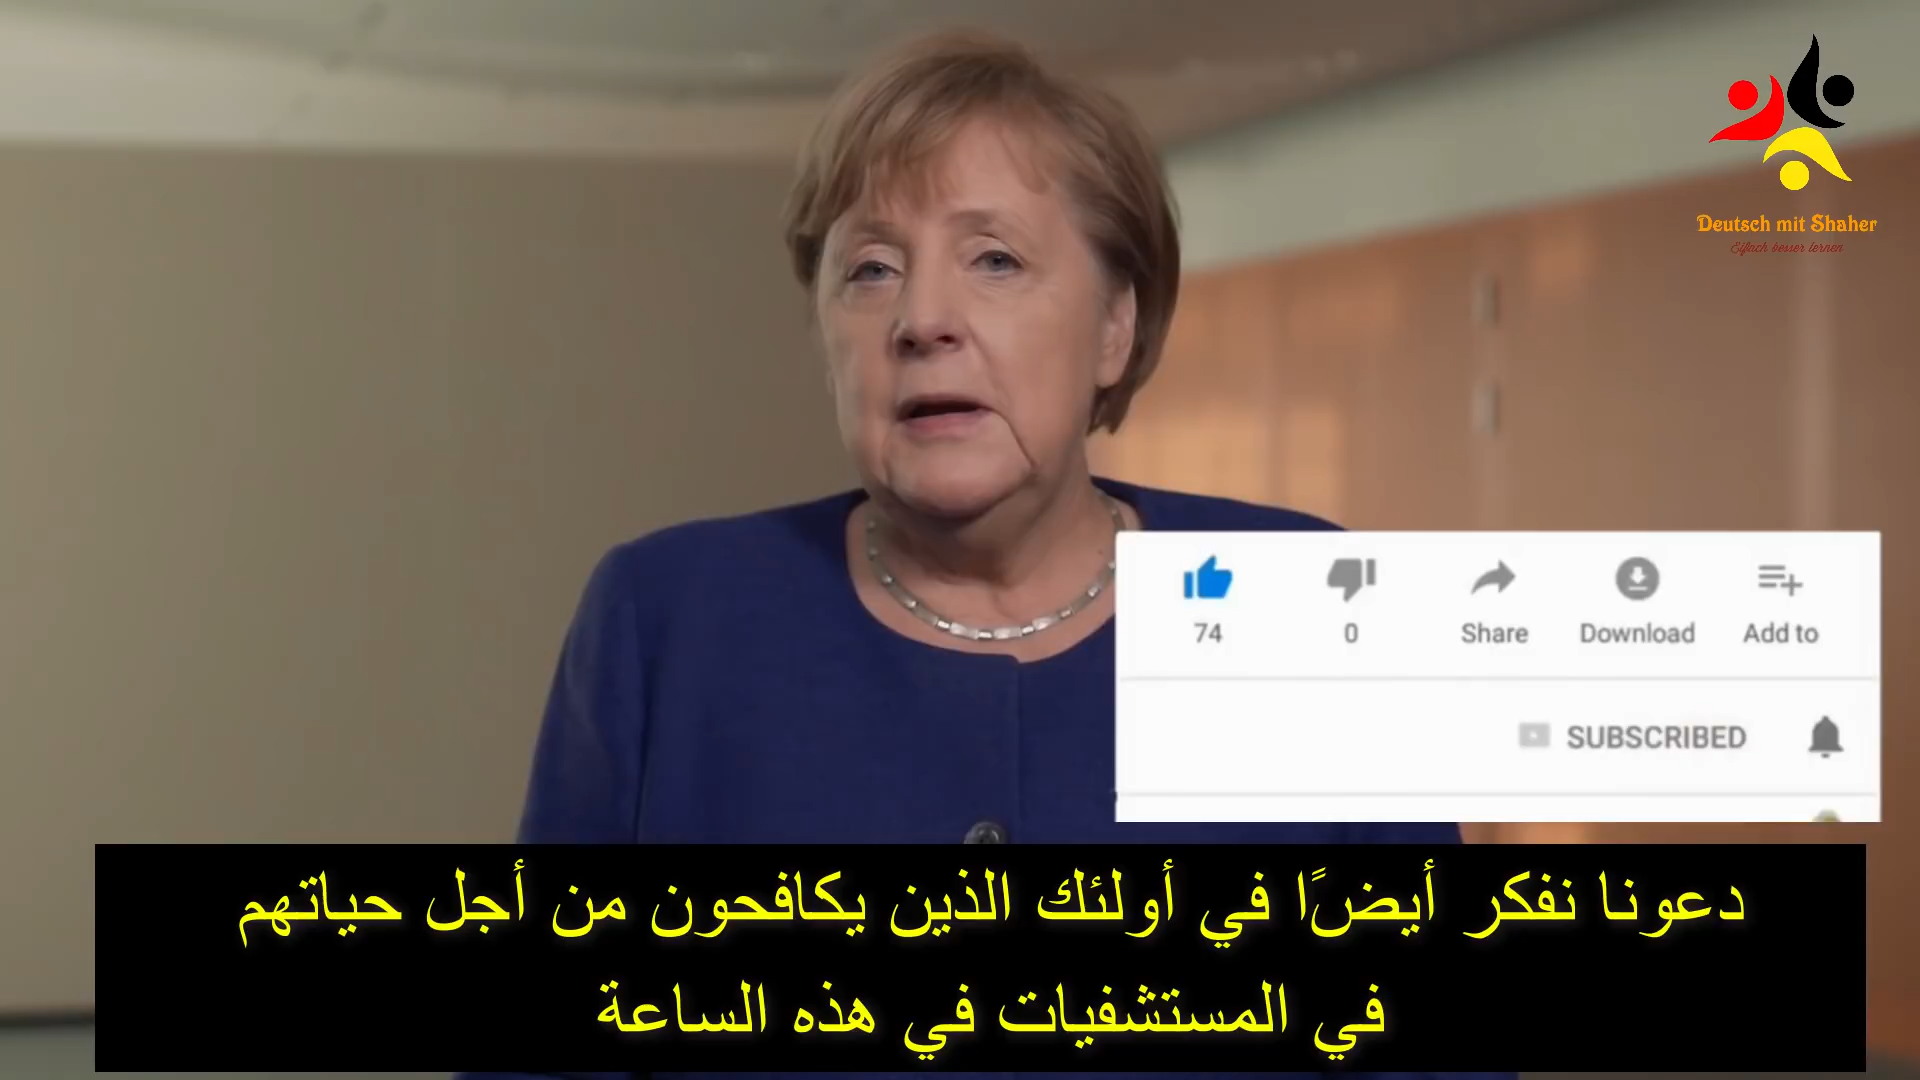 Deutsch mit Shaher
Eifach besser lernen
74
0
Share
Download
Add to
SUBSCRIBED
دعونا نفكر أيضًا في أولئك الذين يكافحون من أجل حياتهم
في المستشفيات في هذه الساعة